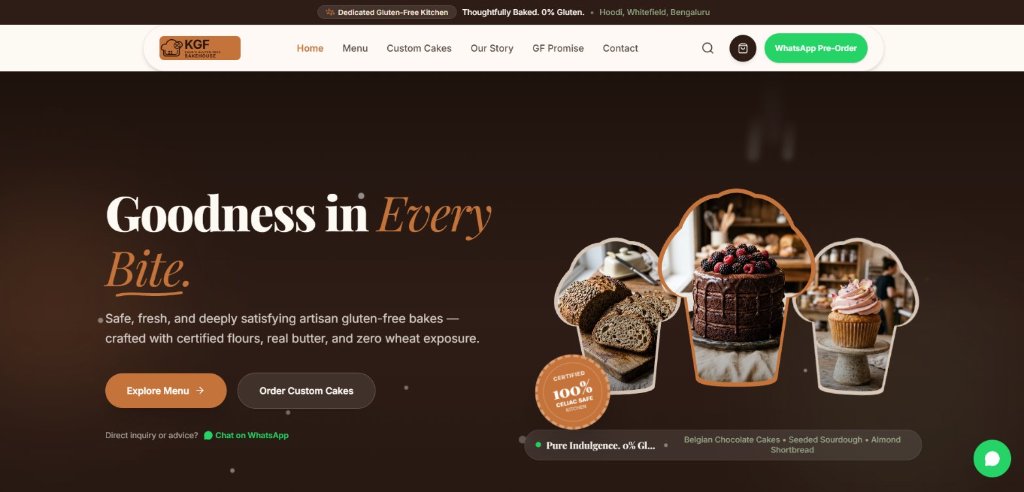 Dedicated Gluten-Free Kitchen Thoughtfully Baked. 0% Gluten. • Hoodi, Whitefield, Bengaluru
KGF
BAKEHOUSE
Home Menu Custom Cakes Our Story GF Promise Contact WhatsApp Pre-Order
Goodness in Every
Bite.
Safe, fresh, and deeply satisfying artisan gluten-free bakes —
crafted with certified flours, real butter, and zero wheat exposure.
Explore Menu → Order Custom Cakes
Direct inquiry or advice? Chat on WhatsApp
CERTIFIED
100%
CELIAC SAFE
KITCHEN
Pure Indulgence. 0% Gl... • Belgian Chocolate Cakes • Seeded Sourdough • Almond
Shortbread